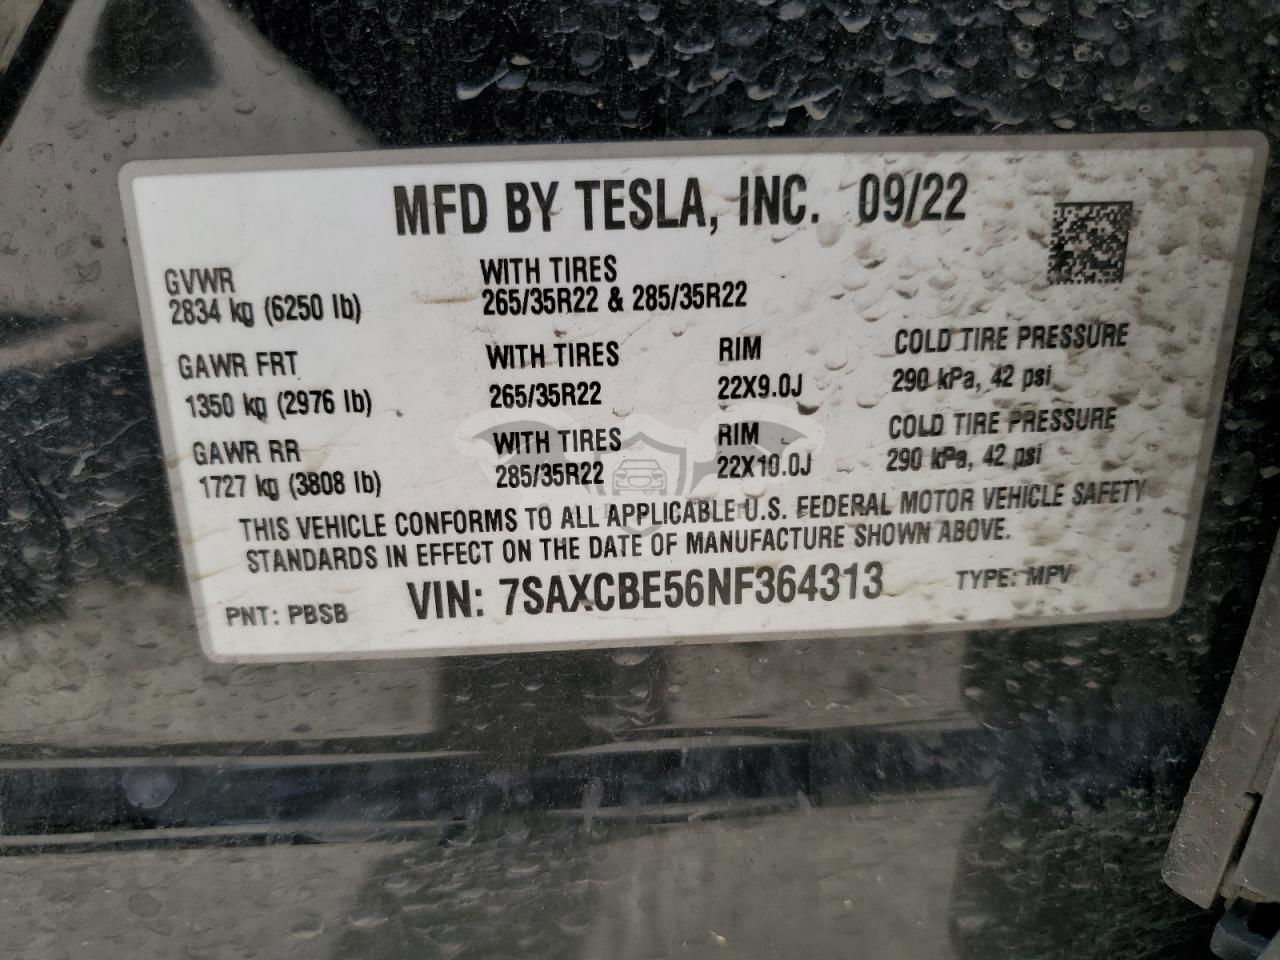 MFD BY TESLA, INC. 09/22
GVWR
2834 kg (6250 lb)
WITH TIRES
265/35R22 & 285/35R22
GAWR FRT
1350 kg (2976 lb)
WITH TIRES
265/35R22
RIM
22X9.0J
COLD TIRE PRESSURE
290 kPa, 42 psi
GAWR RR
1727 kg (3808 lb)
WITH TIRES
285/35R22
RIM
22X10.0J
COLD TIRE PRESSURE
290 kPa, 42 psi
THIS VEHICLE CONFORMS TO ALL APPLICABLE U.S. FEDERAL MOTOR VEHICLE SAFETY
STANDARDS IN EFFECT ON THE DATE OF MANUFACTURE SHOWN ABOVE.
PNT: PBSB
VIN: 7SAXCBE56NF364313
TYPE: MPV